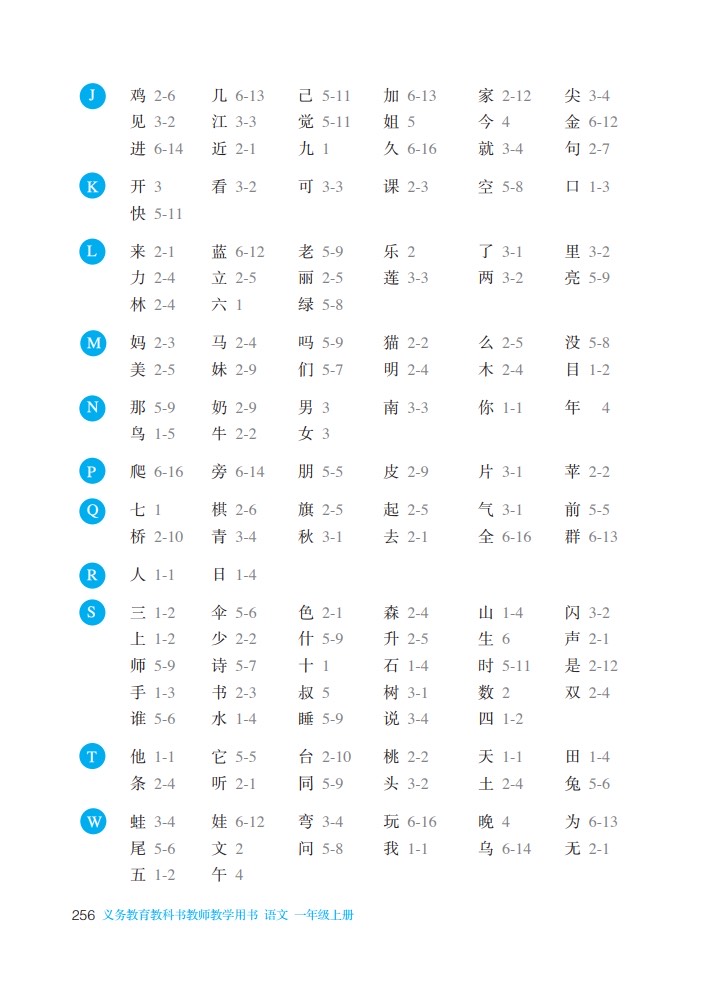 J 鸡 2-6 几 6-13 己 5-11 加 6-13 家 2-12 尖 3-4
见 3-2 江 3-3 觉 5-11 姐 5 今 4 金 6-12
进 6-14 近 2-1 九 1 久 6-16 就 3-4 句 2-7
K 开 3 看 3-2 可 3-3 课 2-3 空 5-8 口 1-3
快 5-11
L 来 2-1 蓝 6-12 老 5-9 乐 2 了 3-1 里 3-2
力 2-4 立 2-5 丽 2-5 莲 3-3 两 3-2 亮 5-9
林 2-4 六 1 绿 5-8
M 妈 2-3 马 2-4 吗 5-9 猫 2-2 么 2-5 没 5-8
美 2-5 妹 2-9 们 5-7 明 2-4 木 2-4 目 1-2
N 那 5-9 奶 2-9 男 3 南 3-3 你 1-1 年 4
鸟 1-5 牛 2-2 女 3
P 爬 6-16 旁 6-14 朋 5-5 皮 2-9 片 3-1 苹 2-2
Q 七 1 棋 2-6 旗 2-5 起 2-5 气 3-1 前 5-5
桥 2-10 青 3-4 秋 3-1 去 2-1 全 6-16 群 6-13
R 人 1-1 日 1-4
S 三 1-2 伞 5-6 色 2-1 森 2-4 山 1-4 闪 3-2
上 1-2 少 2-2 什 5-9 升 2-5 生 6 声 2-1
师 5-9 诗 5-7 十 1 石 1-4 时 5-11 是 2-12
手 1-3 书 2-3 叔 5 树 3-1 数 2 双 2-4
谁 5-6 水 1-4 睡 5-9 说 3-4 四 1-2
T 他 1-1 它 5-5 台 2-10 桃 2-2 天 1-1 田 1-4
条 2-4 听 2-1 同 5-9 头 3-2 土 2-4 兔 5-6
W 蛙 3-4 娃 6-12 弯 3-4 玩 6-16 晚 4 为 6-13
尾 5-6 文 2 问 5-8 我 1-1 乌 6-14 无 2-1
五 1-2 午 4
256 义务教育教科书教师教学用书 语文 一年级上册